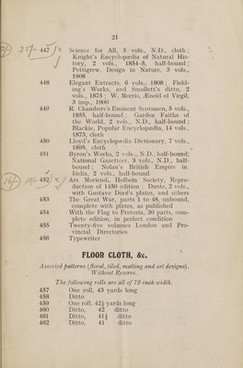 21
447 Science for All, 5 vols., N.D., cloth;
Knight's Encyclopædia of Natural His-
tory, 2 vols., 1854-5, half-bound;
Pettigrew, Design in Nature, 3 vols.,
1908
448 Elegant Extracts, 6 vols., 1808; Field-
ing's Works, and Smollett's ditto, 2
vols., 1875; W. Morris, Æneid of Virgil,
3 imp., 1900
449 R. Chambers's Eminent Scotsmen, 5 vols.,
1855, half-bound; Garden Faiths of
the World, 2 vols., N.D., half-bound;
Blackie, Popular Encyclopædia, 14 vols.,
1873, cloth
450 Lloyd's Encyclopædic Dictionary, 7 vols.,
1895, cloth
451 Byron's Works, 2 vols., N.D., half-bound;
National Gazetteer, 3 vols., half-
bound; Nolan's British Empire in
India, 2 vols., half-bound
452 Ars Moriend, Holbein Society, Repro-
duction of 1450 edition; Dante, 2 vols.,
with Gustave Doré's plates, and others
453 The Great War, parts 1 to 48, unbound,
complete with plates, as published
454 With the Flag to Pretoria, 30 parts, com-
plete edition, in perfect condition
455 Twenty-five volumes London and Pro-
vincial Directories
456 Typewriter
FLOOR CLOTH, &c.
Assorted patterns (floral, tiled, matting and art designs).
Without Reserve.
The following rolls are all of 72-inch width.
457 One roll, 43 yards long
458 Ditto
459 One roll, 42½ yards long
460 Ditto, 42 ditto
461 Ditto, 41½ ditto
462 Ditto, 41 ditto